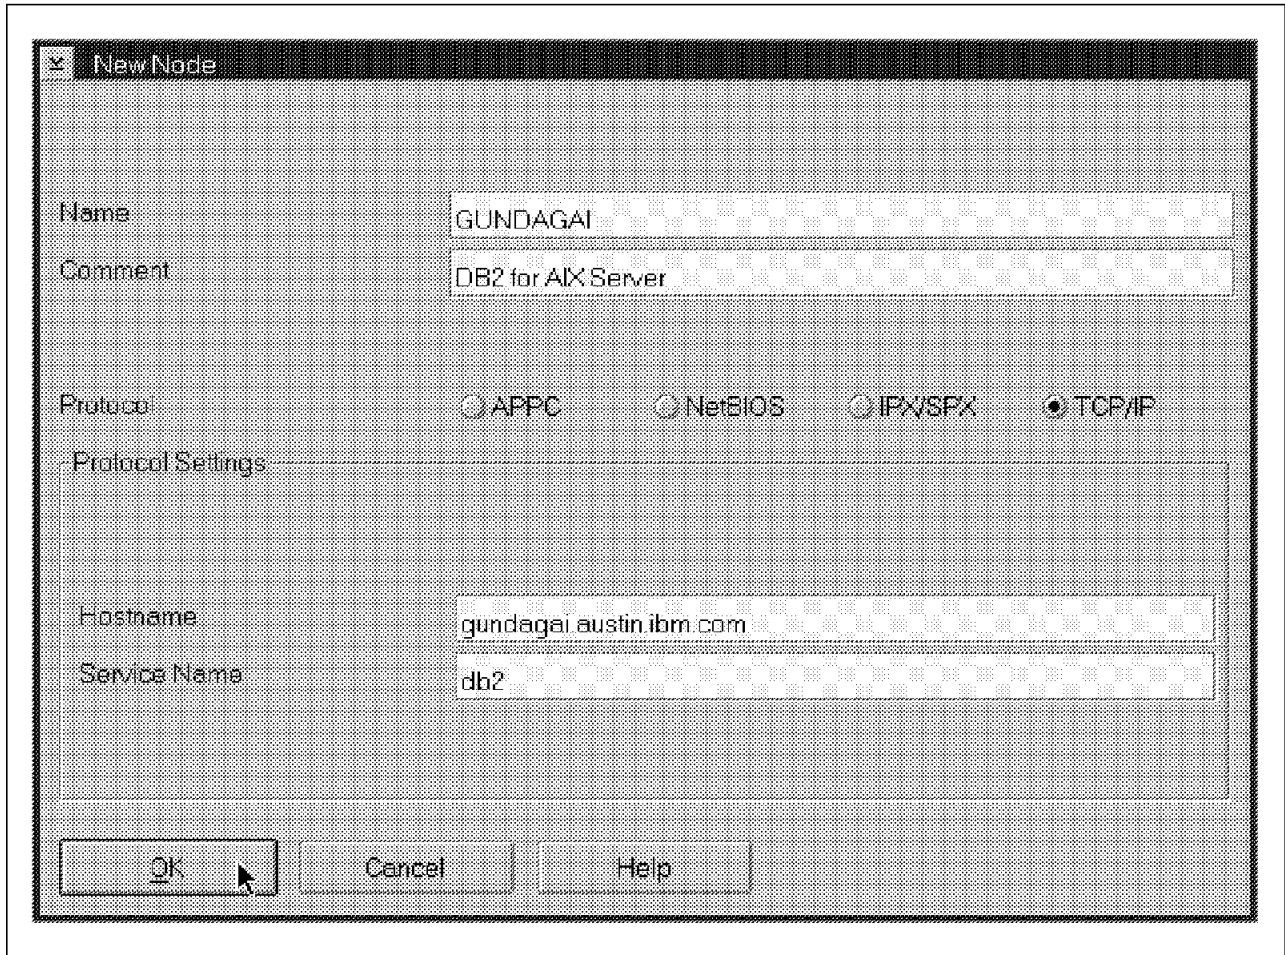 New Node
Name GUNDAGAI
Comment DB2 for AIX Server
Protocol APPC NetBIOS IPX/SPX TCP/IP
Protocol Settings
Hostname gundagai.austin.ibm.com
Service Name db2
OK Cancel Help